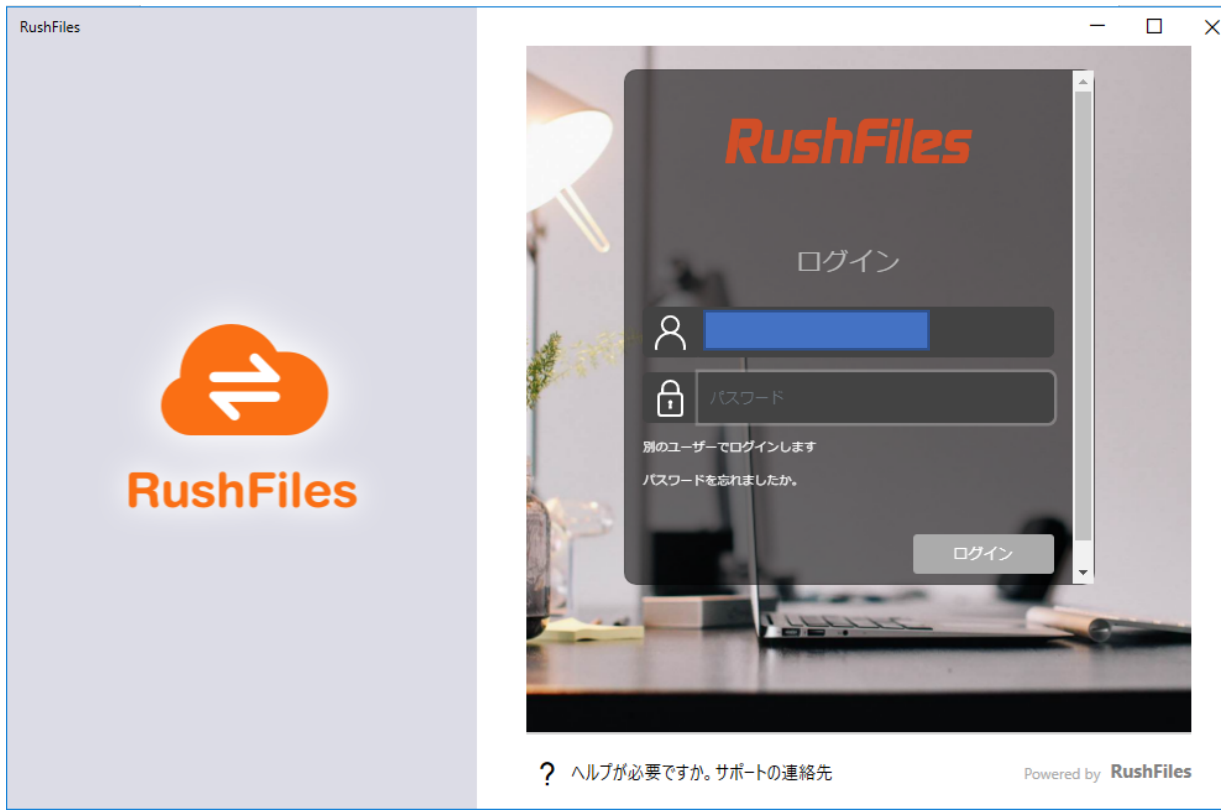 RushFiles
RushFiles
RushFiles
ログイン
パスワード
別のユーザーでログインします
パスワードを忘れましたか。
ログイン
? ヘルプが必要ですか。サポートの連絡先
Powered by RushFiles